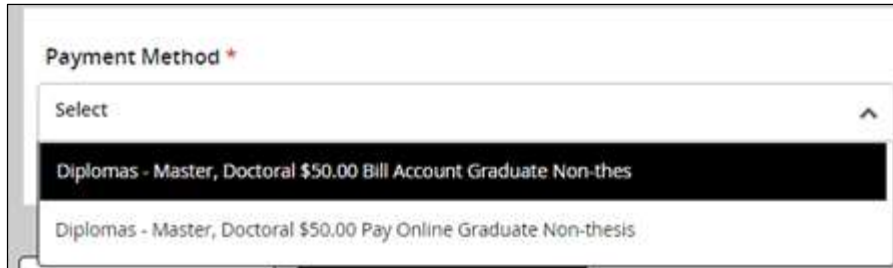 Payment Method *
Select
Diplomas - Master, Doctoral $50.00 Bill Account Graduate Non-thes
Diplomas - Master, Doctoral $50.00 Pay Online Graduate Non-thesis